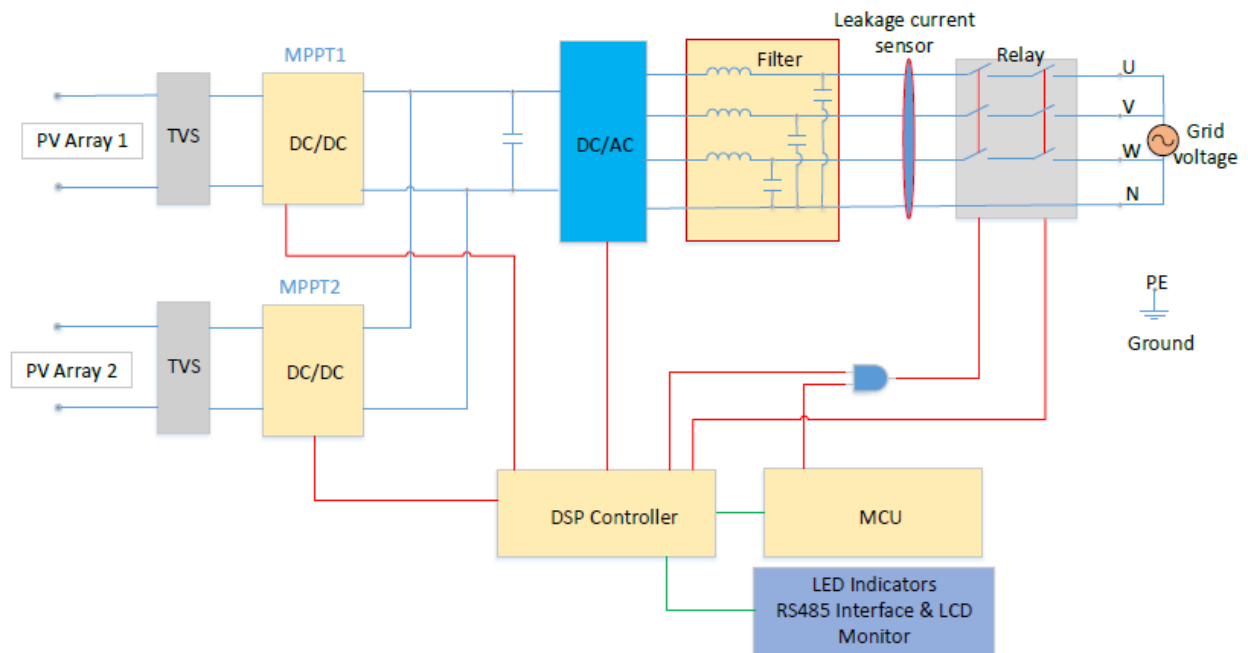 Leakage current
sensor
MPPT1
Filter
Relay
U
PV Array 1
TVS
DC/DC
DC/AC
V
Grid
voltage
W
N
MPPT2
PE
Ground
PV Array 2
TVS
DC/DC
DSP Controller
MCU
LED Indicators
RS485 Interface & LCD
Monitor